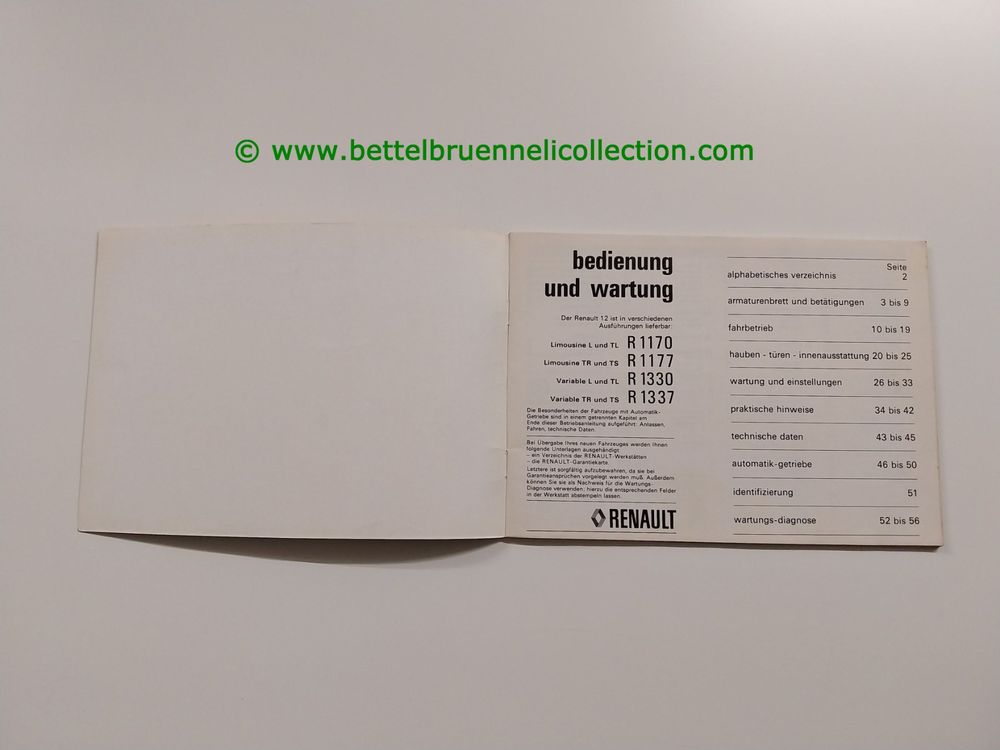 © www.bettelbruennelicollection.com
bedienung
und wartung
Der Renault 12 ist in verschiedenen
Ausführungen lieferbar:
Limousine L und TL R 1170
Limousine TR und TS R 1177
Variable L und TL R 1330
Variable TR und TS R 1337
Die Besonderheiten der Fahrzeuge mit Automatik-
Getriebe sind in einem getrennten Kapitel am
Ende dieser Betriebsanleitung aufgeführt: Anlassen,
Fahren, technische Daten.
Bei Übergabe Ihres neuen Fahrzeuges werden Ihnen
folgende Unterlagen ausgehändigt:
– ein Verzeichnis der RENAULT-Werkstätten
– die RENAULT-Garantiekarte.
Letztere ist sorgfältig aufzubewahren, da sie bei
Garantieansprüchen vorgelegt werden muß. Außerdem
können Sie sie als Nachweis für die Wartungs-
Diagnose verwenden: hierzu die entsprechenden Felder
in der Werkstatt abstempeln lassen.
RENAULT
Seite
alphabetisches verzeichnis 2
armaturenbrett und betätigungen 3 bis 9
fahrbetrieb 10 bis 19
hauben - türen - innenausstattung 20 bis 25
wartung und einstellungen 26 bis 33
praktische hinweise 34 bis 42
technische daten 43 bis 45
automatik-getriebe 46 bis 50
identifizierung 51
wartungs-diagnose 52 bis 56